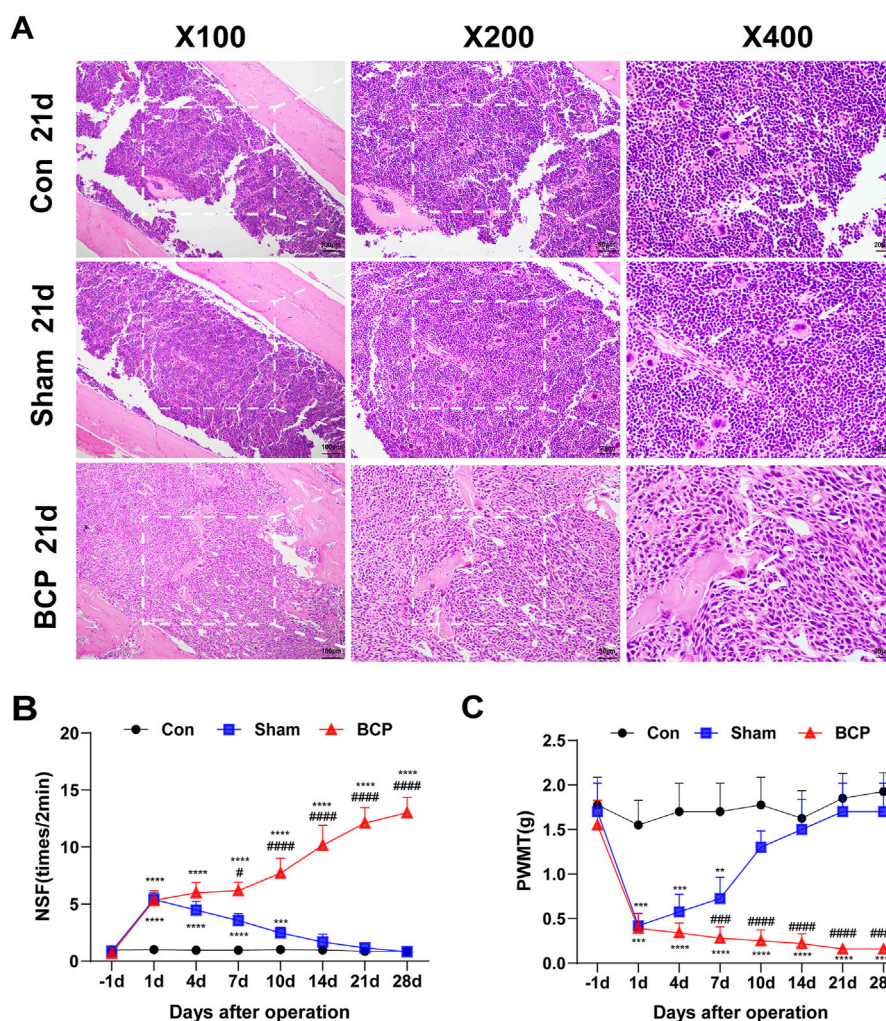 A
X100 X200 X400
Con 21d
100μm
50μm
20μ
Sham 21d
100μm
50μm
BCP 21d
100μm
50μm
20μ
B
Con Sham BCP
20
15
10
5
0
NSF(times/2min)
**** **** **** **** **** **** ****
# #### #### #### ####
**** **** **** ***
-1d 1d 4d 7d 10d 14d 21d 28d
Days after operation
C
Con Sham BCP
2.5
2.0
1.5
1.0
0.5
0.0
PWMT(g)
*** *** **
### #### #### #### ###
*** **** **** **** **** **** ***
-1d 1d 4d 7d 10d 14d 21d 28d
Days after operation